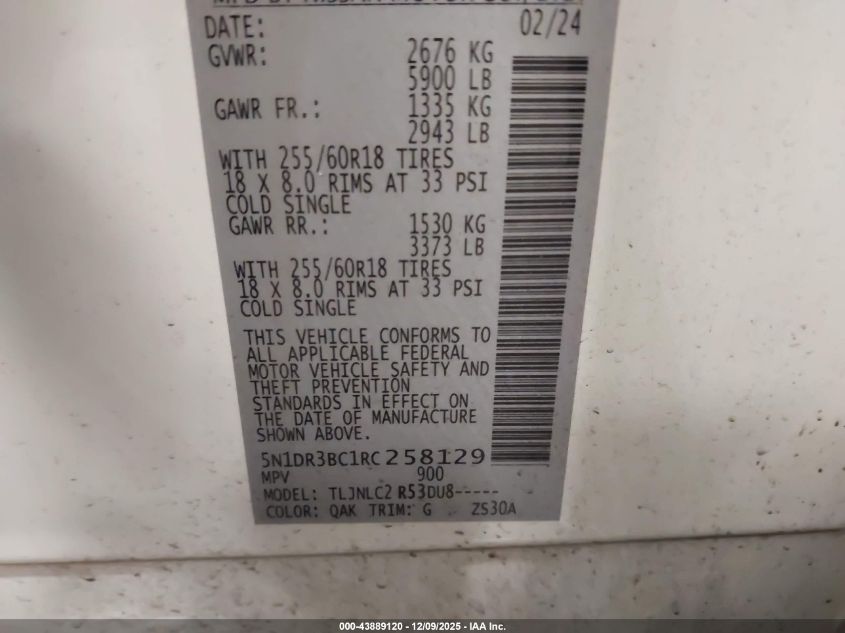 DATE: 02/24
GVWR: 2676 KG
5900 LB
GAWR FR.: 1335 KG
2943 LB
WITH 255/60R18 TIRES
18 X 8.0 RIMS AT 33 PSI
COLD SINGLE
GAWR RR.: 1530 KG
3373 LB
WITH 255/60R18 TIRES
18 X 8.0 RIMS AT 33 PSI
COLD SINGLE
THIS VEHICLE CONFORMS TO
ALL APPLICABLE FEDERAL
MOTOR VEHICLE SAFETY AND
THEFT PREVENTION
STANDARDS IN EFFECT ON
THE DATE OF MANUFACTURE
SHOWN ABOVE.
5N1DR3BC1RC258129
MPV 900
MODEL: TLJNLC2 R53DU8-----
COLOR: QAK TRIM: G ZS30A
000-43889120 - 12/09/2025 - IAA Inc.